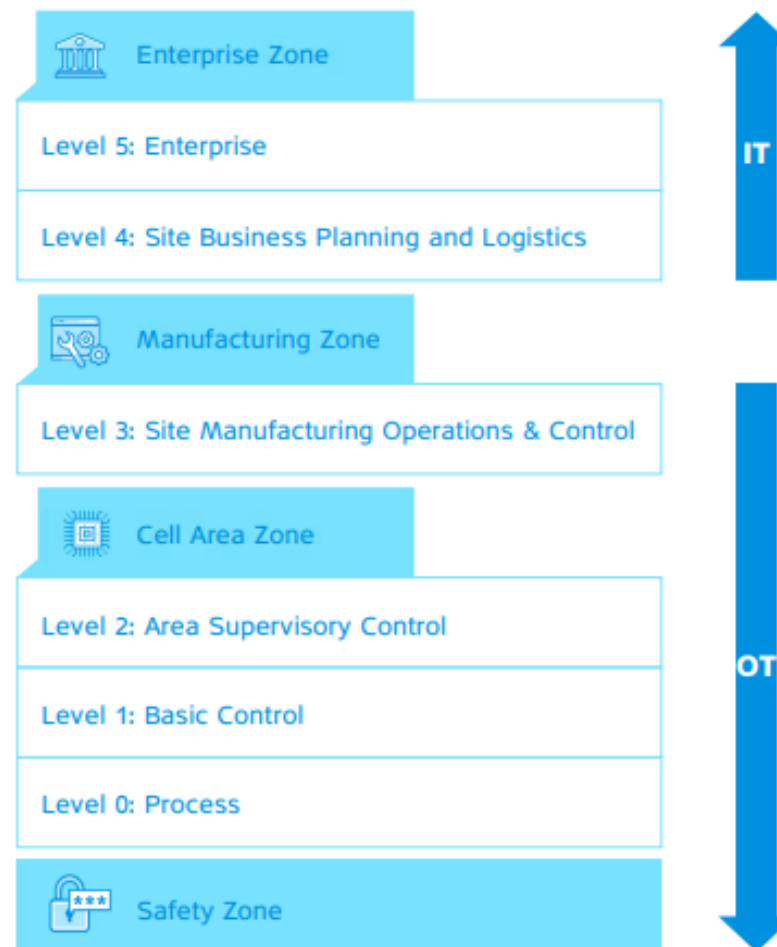 Enterprise Zone
Level 5: Enterprise
IT
Level 4: Site Business Planning and Logistics
Manufacturing Zone
Level 3: Site Manufacturing Operations & Control
Cell Area Zone
Level 2: Area Supervisory Control
OT
Level 1: Basic Control
Level 0: Process
***
Safety Zone